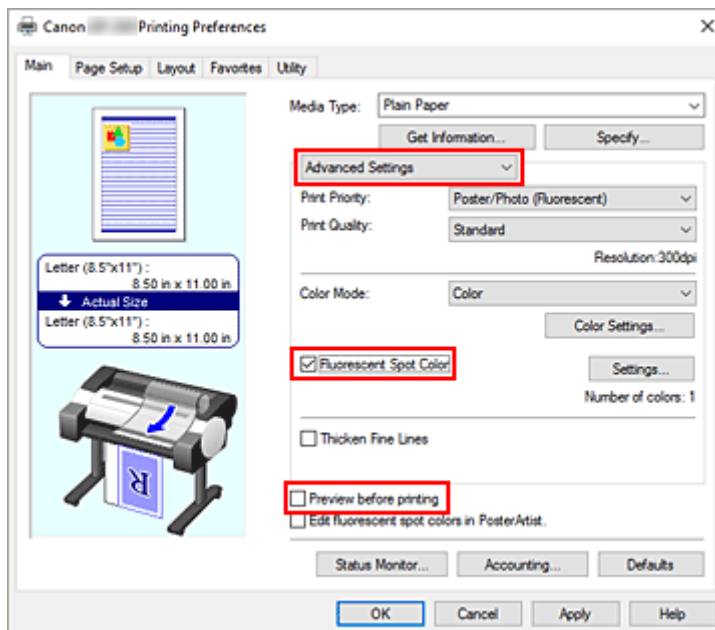 Canon Printing Preferences
Main Page Setup Layout Favorites Utility
Media Type: Plain Paper
Get Information... Specify...
Advanced Settings
Print Priority: Poster/Photo (Fluorescent)
Print Quality: Standard
Resolution:300dpi
Letter (8.5"x11") :
8.50 in x 11.00 in
Actual Size
Letter (8.5"x11") :
8.50 in x 11.00 in
Color Mode: Color
Color Settings...
Fluorescent Spot Color
Settings...
Number of colors: 1
Thicken Fine Lines
R
Preview before printing
Edit fluorescent spot colors in PosterArtist.
Status Monitor... Accounting... Defaults
OK Cancel Apply Help